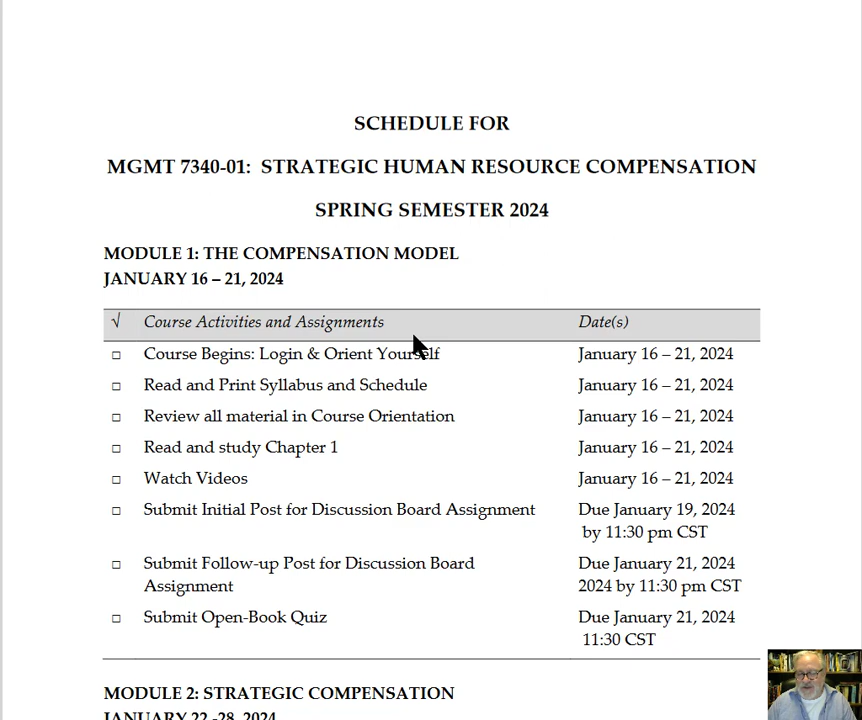 SCHEDULE FOR
MGMT 7340-01: STRATEGIC HUMAN RESOURCE COMPENSATION
SPRING SEMESTER 2024
MODULE 1: THE COMPENSATION MODEL
JANUARY 16 – 21, 2024
√ Course Activities and Assignments Date(s)
□ Course Begins: Login & Orient Yourself January 16 – 21, 2024
□ Read and Print Syllabus and Schedule January 16 – 21, 2024
□ Review all material in Course Orientation January 16 – 21, 2024
□ Read and study Chapter 1 January 16 – 21, 2024
□ Watch Videos January 16 – 21, 2024
□ Submit Initial Post for Discussion Board Assignment Due January 19, 2024
by 11:30 pm CST
□ Submit Follow-up Post for Discussion Board Due January 21, 2024
Assignment 2024 by 11:30 pm CST
□ Submit Open-Book Quiz Due January 21, 2024
11:30 CST
MODULE 2: STRATEGIC COMPENSATION
JANUARY 22 -28, 2024